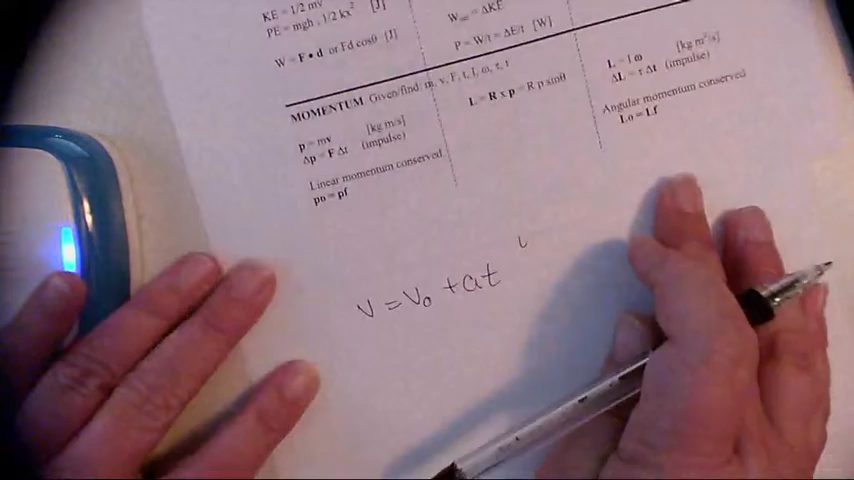 KE = 1/2 mv
PE = mgh , 1/2 kx² [J]
W = F • d or Fd cosθ [J]
= ΔKE
P = W/t = ΔE/t [W]
MOMENTUM Given/find: m, v, F, t, I, ω, τ, r
p = mv [kg m/s]
Δp = F Δt (impulse)
Linear momentum conserved
po = pf
L = R x p = R p sinθ
L = I ω [kg m²/s]
ΔL = τ Δt (impulse)
Angular momentum conserved
Lo = Lf
v = v₀ + at